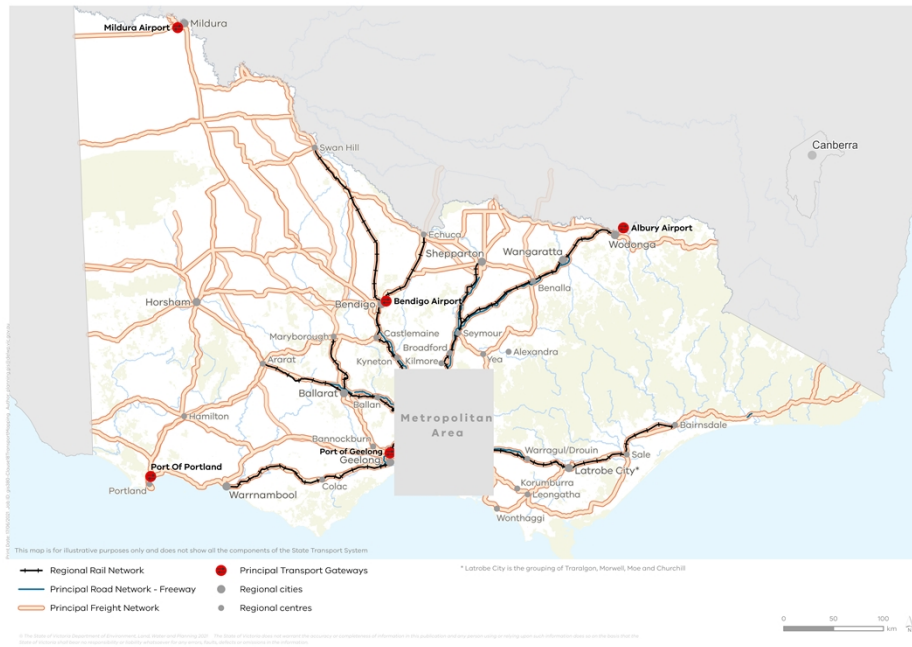 Mildura Airport
Mildura
Canberra
Swan Hill
Echuca
Albury Airport
Wodonga
Shepparton
Wangaratta
Benalla
Horsham
Bendigo
Bendigo Airport
Maryborough
Castlemaine
Seymour
Broadford
Kyneton
Kilmore
Yea
Alexandra
Ararat
Ballarat
Ballan
Metropolitan
Area
Hamilton
Bannockburn
Port of Geelong
Geelong
Bairnsdale
Warragul/Drouin
Sale
Latrobe City*
Port Of Portland
Portland
Warrnambool
Colac
Korumburra
Leongatha
Wonthaggi
This map is for illustrative purposes only and does not show all the components of the State Transport System
Regional Rail Network
Principal Road Network - Freeway
Principal Freight Network
Principal Transport Gateways
Regional cities
Regional centres
* Latrobe City is the grouping of Traralgon, Morwell, Moe and Churchill
0 50 100
km